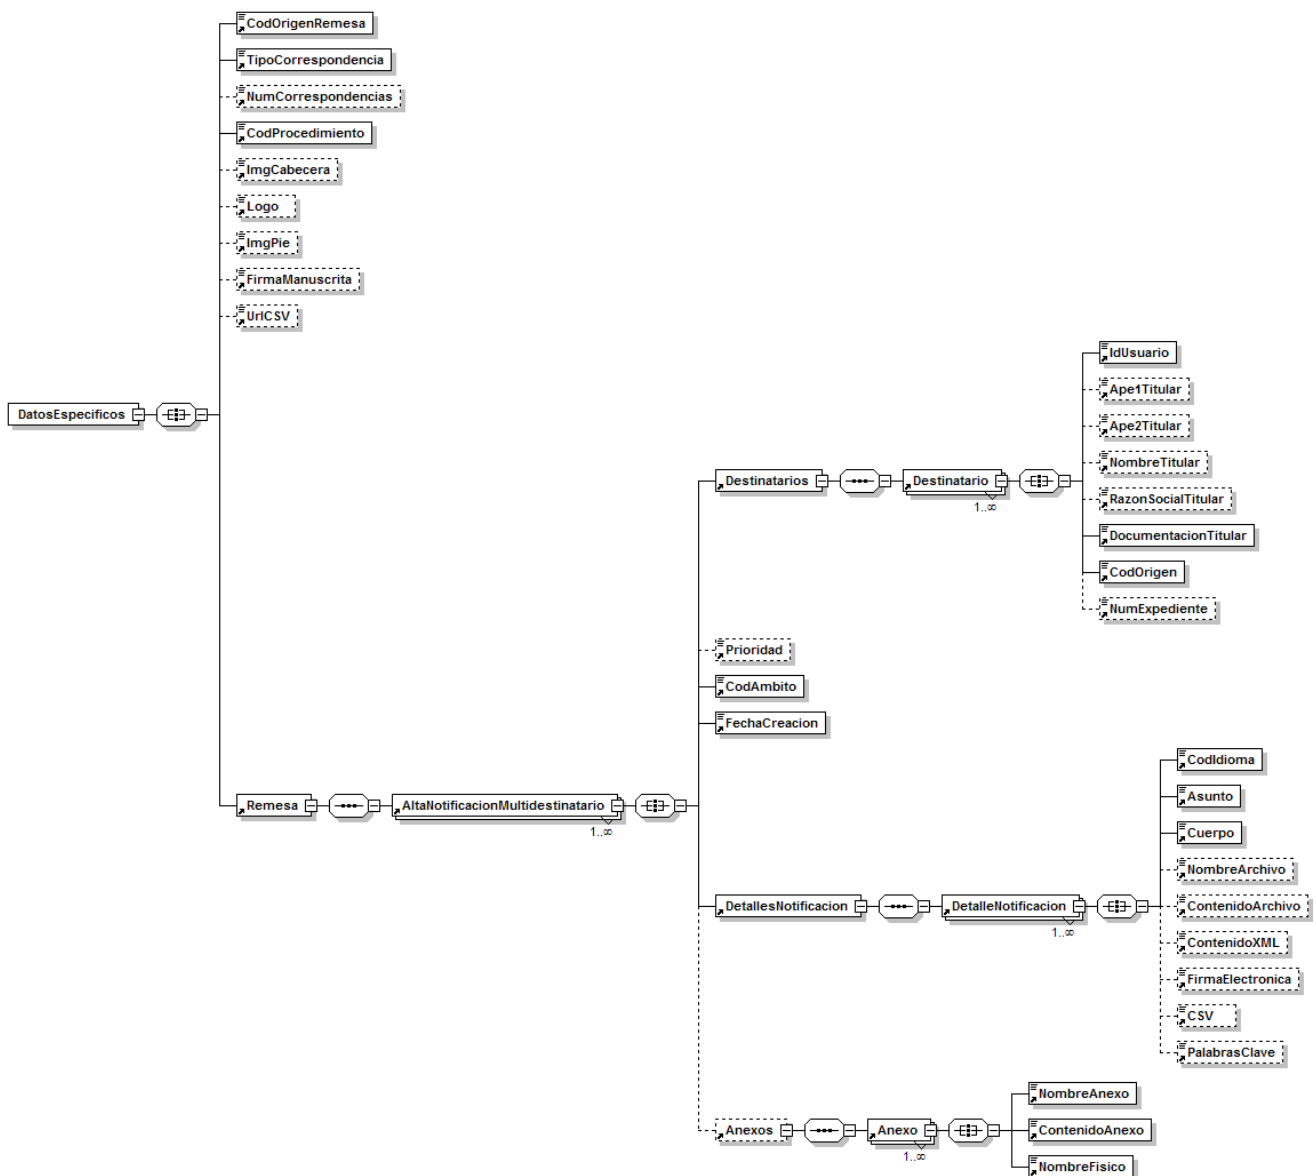 CodOrigenRemesa
TipoCorrespondencia
NumCorrespondencias
CodProcedimiento
ImgCabecera
Logo
ImgPie
FirmaManuscrita
UrlCSV
DatosEspecificos
Remesa
AltaNotificacionMultidestinatario
1..∞
Destinatarios
Destinatario
1..∞
IdUsuario
Ape1Titular
Ape2Titular
NombreTitular
RazonSocialTitular
DocumentacionTitular
CodOrigen
NumExpediente
Prioridad
CodAmbito
FechaCreacion
DetallesNotificacion
DetalleNotificacion
1..∞
CodIdioma
Asunto
Cuerpo
NombreArchivo
ContenidoArchivo
ContenidoXML
FirmaElectronica
CSV
PalabrasClave
Anexos
Anexo
1..∞
NombreAnexo
ContenidoAnexo
NombreFisico